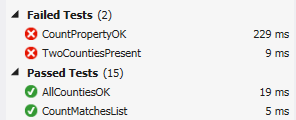 Failed Tests (2)
CountPropertyOK 229 ms
TwoCountiesPresent 9 ms
Passed Tests (15)
AllCountiesOK 19 ms
CountMatchesList 5 ms